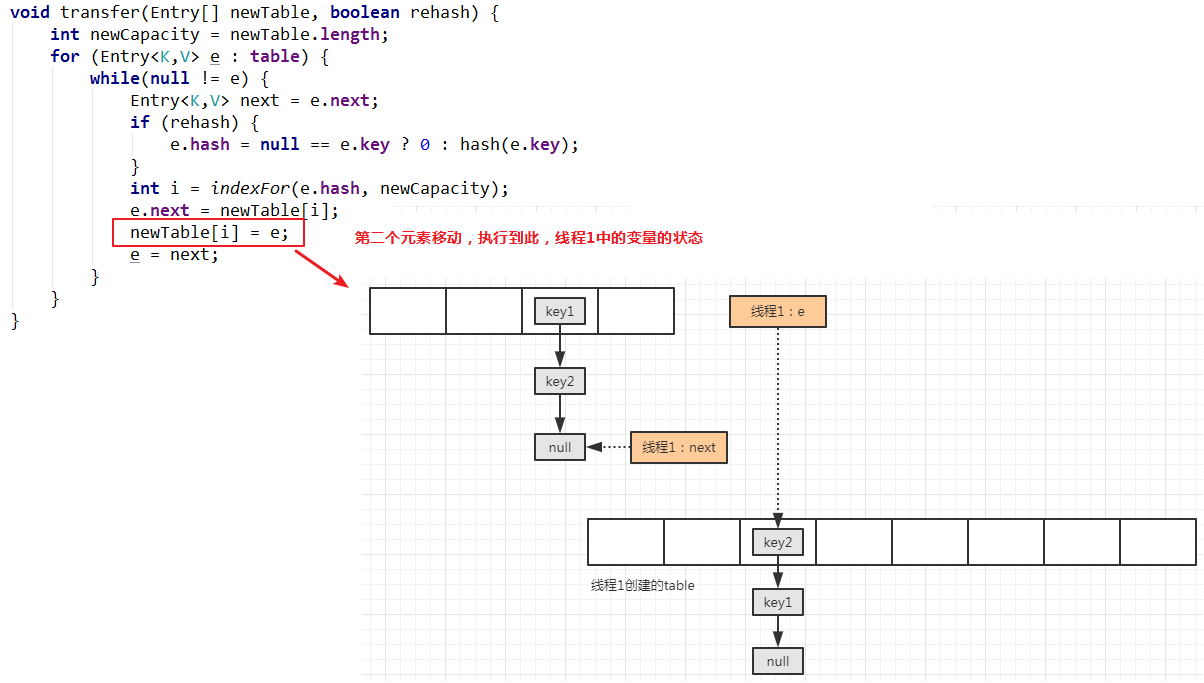 void transfer(Entry[] newTable, boolean rehash) {
int newCapacity = newTable.length;
for (Entry<K,V> e : table) {
while(null != e) {
Entry<K,V> next = e.next;
if (rehash) {
e.hash = null == e.key ? 0 : hash(e.key);
}
int i = indexFor(e.hash, newCapacity);
e.next = newTable[i];
newTable[i] = e;
第二个元素移动，执行到此，线程1中的变量的状态
e = next;
}
}
}
key1
线程1：e
key2
null
线程1：next
key2
线程1创建的table
key1
null